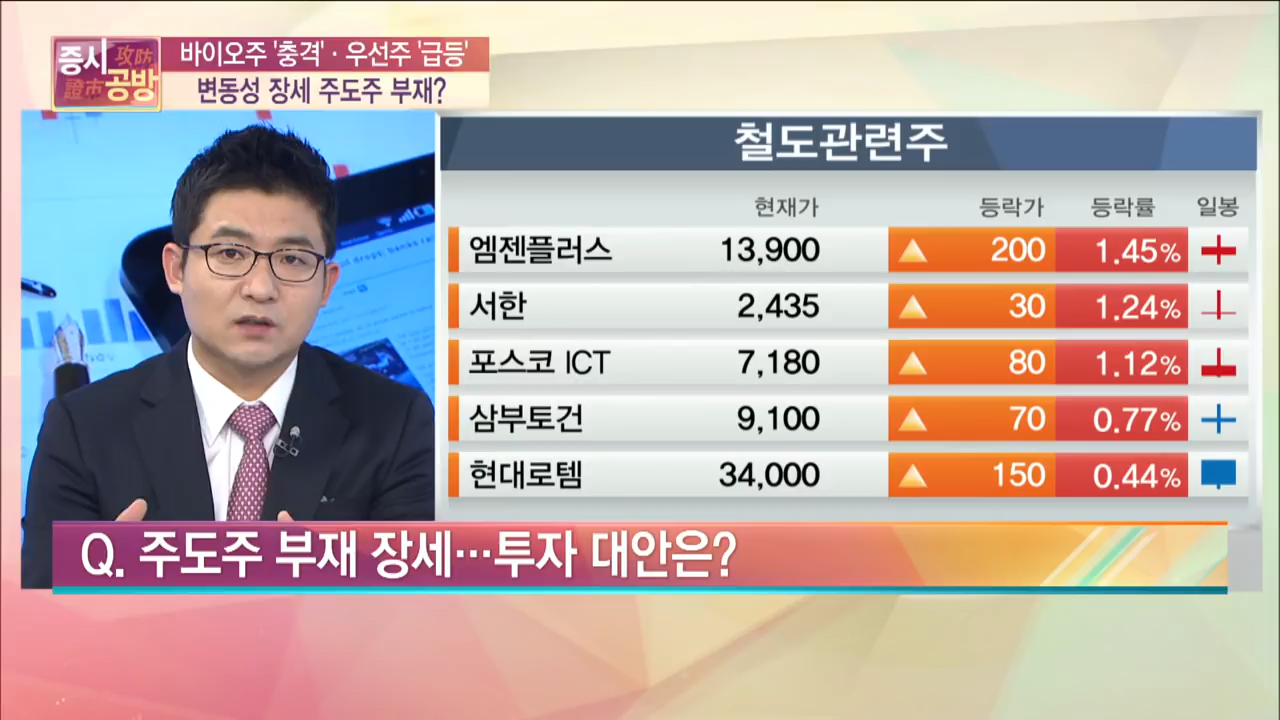 증시 攻防
證市 공방
바이오주 '충격' · 우선주 '급등'
변동성 장세 주도주 부재?
철도관련주
현재가 등락가 등락률 일봉
엠젠플러스 13,900 ▲ 200 1.45%
서한 2,435 ▲ 30 1.24%
포스코 ICT 7,180 ▲ 80 1.12%
삼부토건 9,100 ▲ 70 0.77%
현대로템 34,000 ▲ 150 0.44%
Q. 주도주 부재 장세…투자 대안은?